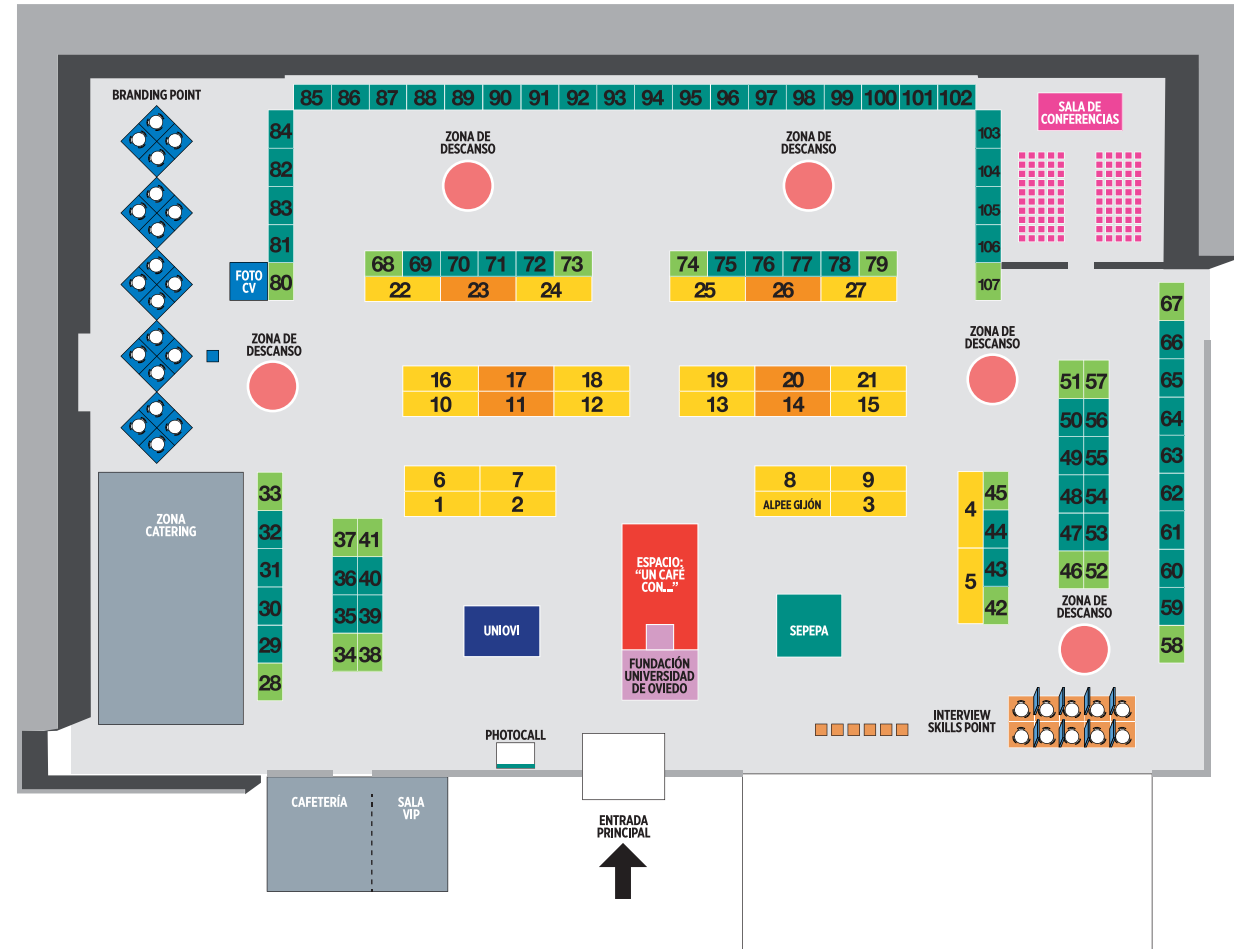 BRANDING POINT
85 86 87 88 89 90 91 92 93 94 95 96 97 98 99 100 101 102
SALA DE
CONFERENCIAS
84
82
83
81
80
FOTO
CV
ZONA DE
DESCANSO
ZONA DE
DESCANSO
103
104
105
106
107
68 69 70 71 72 73
22 23 24
74 75 76 77 78 79
25 26 27
ZONA DE
DESCANSO
16 17 18
10 11 12
19 20 21
13 14 15
ZONA DE
DESCANSO
67
66
65
64
63
62
61
60
59
58
51 57
50 56
49 55
48 54
47 53
46 52
ZONA DE
DESCANSO
6 7
1 2
8 9
ALPEE GIJÓN 3
4
5
45
44
43
42
ZONA
CATERING
33
32
31
30
29
28
37 41
36 40
35 39
34 38
UNIOVI
ESPACIO:
“UN CAFÉ
CON...”
FUNDACIÓN
UNIVERSIDAD
DE OVIEDO
SEPEPA
INTERVIEW
SKILLS POINT
PHOTOCALL
CAFETERÍA
SALA
VIP
ENTRADA
PRINCIPAL